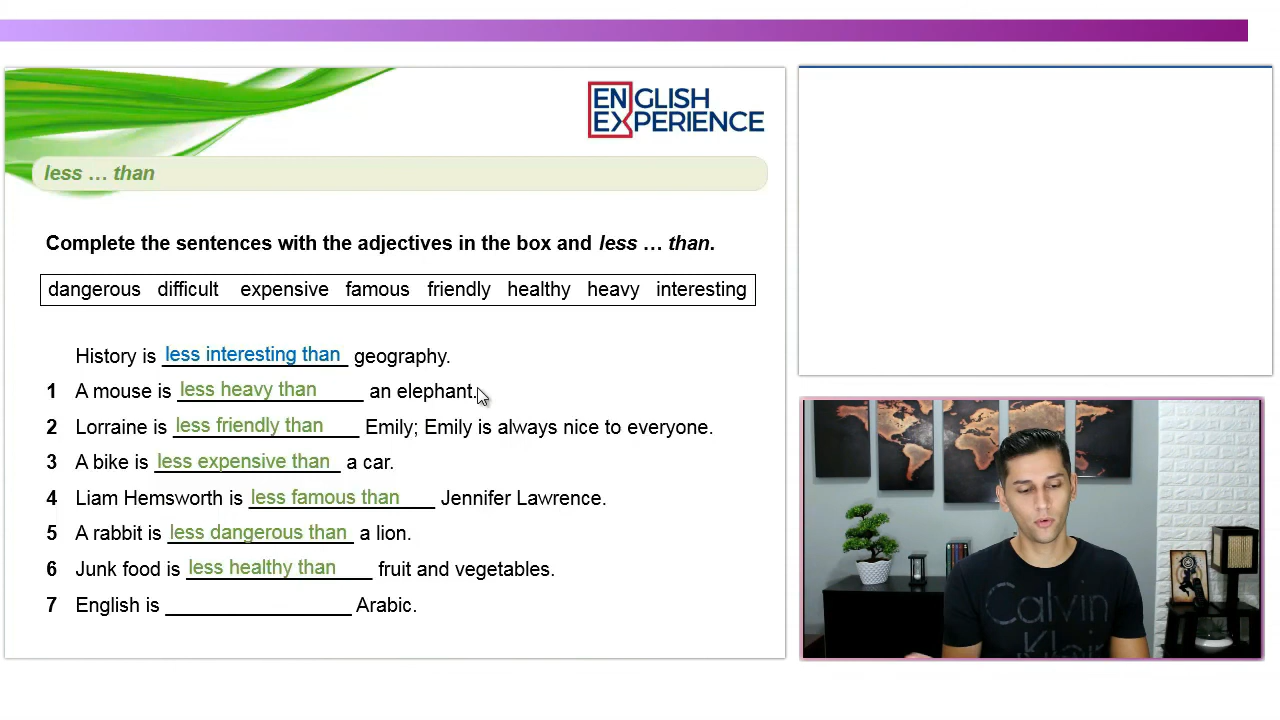 ENGLISH
EXPERIENCE
less … than
Complete the sentences with the adjectives in the box and less … than.
dangerous difficult expensive famous friendly healthy heavy interesting
History is less interesting than geography.
1 A mouse is less heavy than an elephant.
2 Lorraine is less friendly than Emily; Emily is always nice to everyone.
3 A bike is less expensive than a car.
4 Liam Hemsworth is less famous than Jennifer Lawrence.
5 A rabbit is less dangerous than a lion.
6 Junk food is less healthy than fruit and vegetables.
7 English is ________________ Arabic.
Calvin
Klein